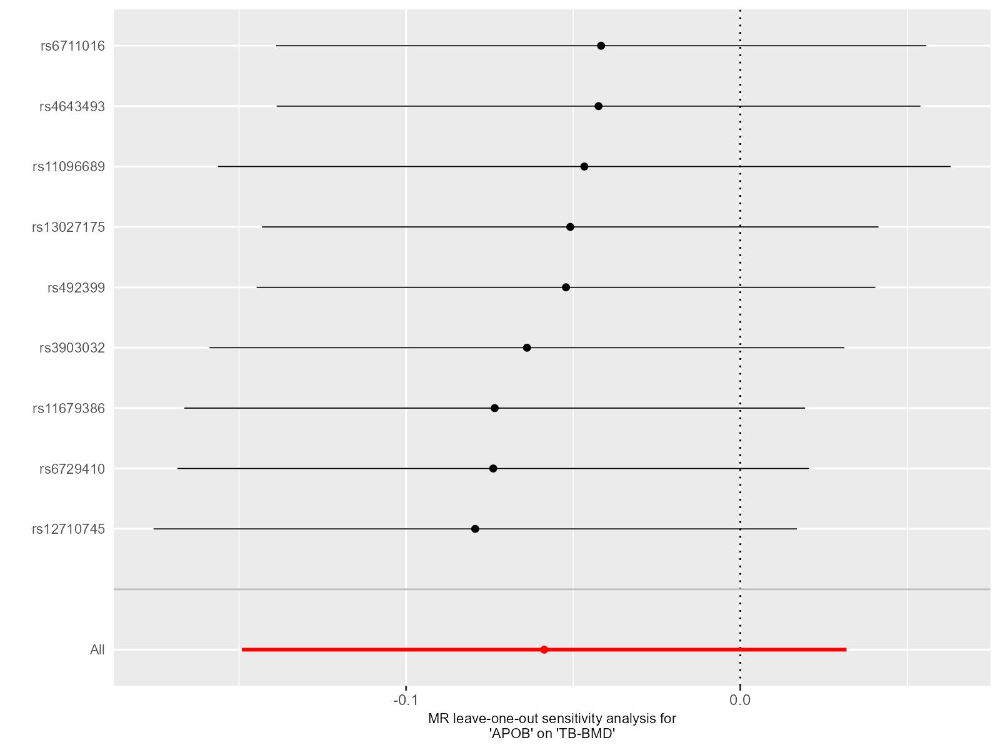 rs6711016
rs4643493
rs11096689
rs13027175
rs492399
rs3903032
rs11679386
rs6729410
rs12710745
All
-0.1 0.0
MR leave-one-out sensitivity analysis for
'APOB' on 'TB-BMD'